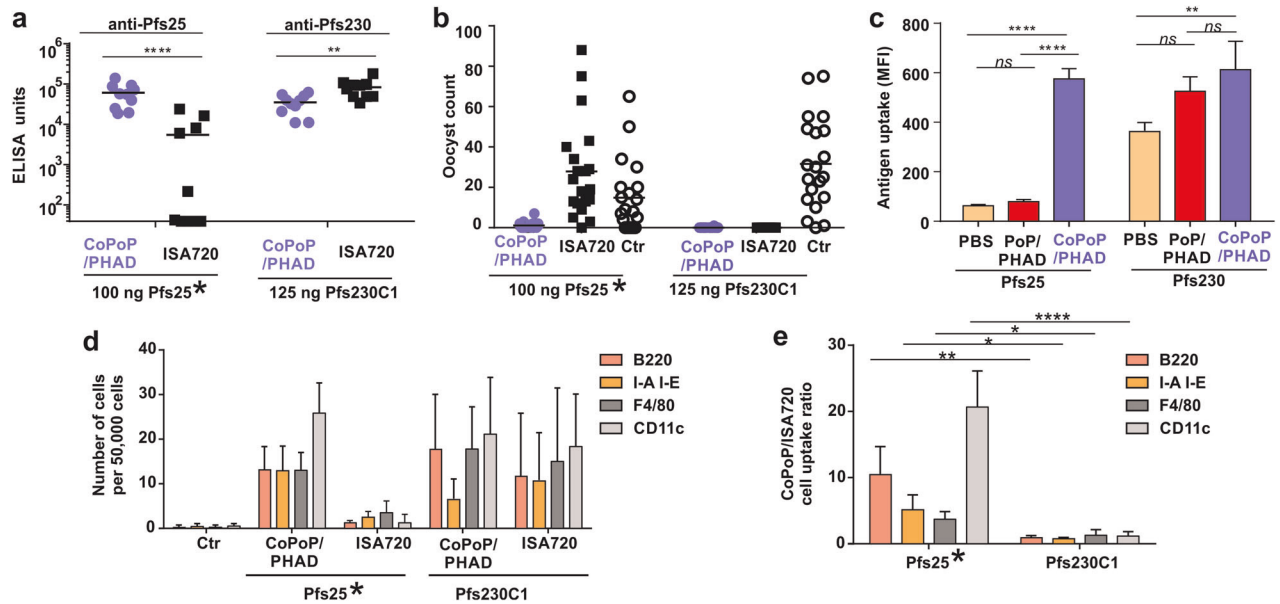 a
anti-Pfs25
anti-Pfs230
****
**
ELISA units
10^6
10^5
10^4
10^3
10^2
CoPoP
/PHAD
ISA720
CoPoP
/PHAD
ISA720
100 ng Pfs25*
125 ng Pfs230C1
b
Oocyst count
100
80
60
40
20
0
CoPoP
/PHAD
ISA720
Ctr
CoPoP
/PHAD
ISA720
Ctr
100 ng Pfs25*
125 ng Pfs230C1
c
Antigen uptake (MFI)
800
600
400
200
0
****
ns
****
**
ns
ns
PBS
PoP/
PHAD
CoPoP
/PHAD
PBS
PoP/
PHAD
CoPoP
/PHAD
Pfs25
Pfs230
d
Number of cells
per 50,000 cells
40
30
20
10
0
B220
I-A I-E
F4/80
CD11c
Ctr
CoPoP/
PHAD
ISA720
CoPoP/
PHAD
ISA720
Pfs25*
Pfs230C1
e
CoPoP/ISA720
cell uptake ratio
30
20
10
0
****
*
*
**
B220
I-A I-E
F4/80
CD11c
Pfs25*
Pfs230C1